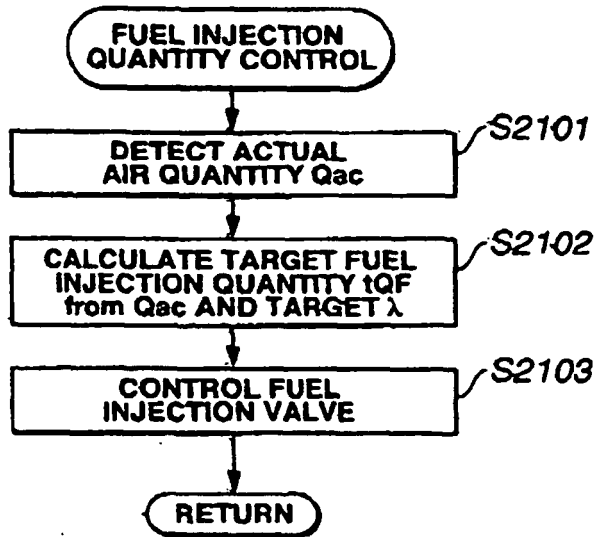 FUEL INJECTION
QUANTITY CONTROL
S2101
DETECT ACTUAL
AIR QUANTITY Qac
S2102
CALCULATE TARGET FUEL
INJECTION QUANTITY tQF
from Qac AND TARGET λ
S2103
CONTROL FUEL
INJECTION VALVE
RETURN